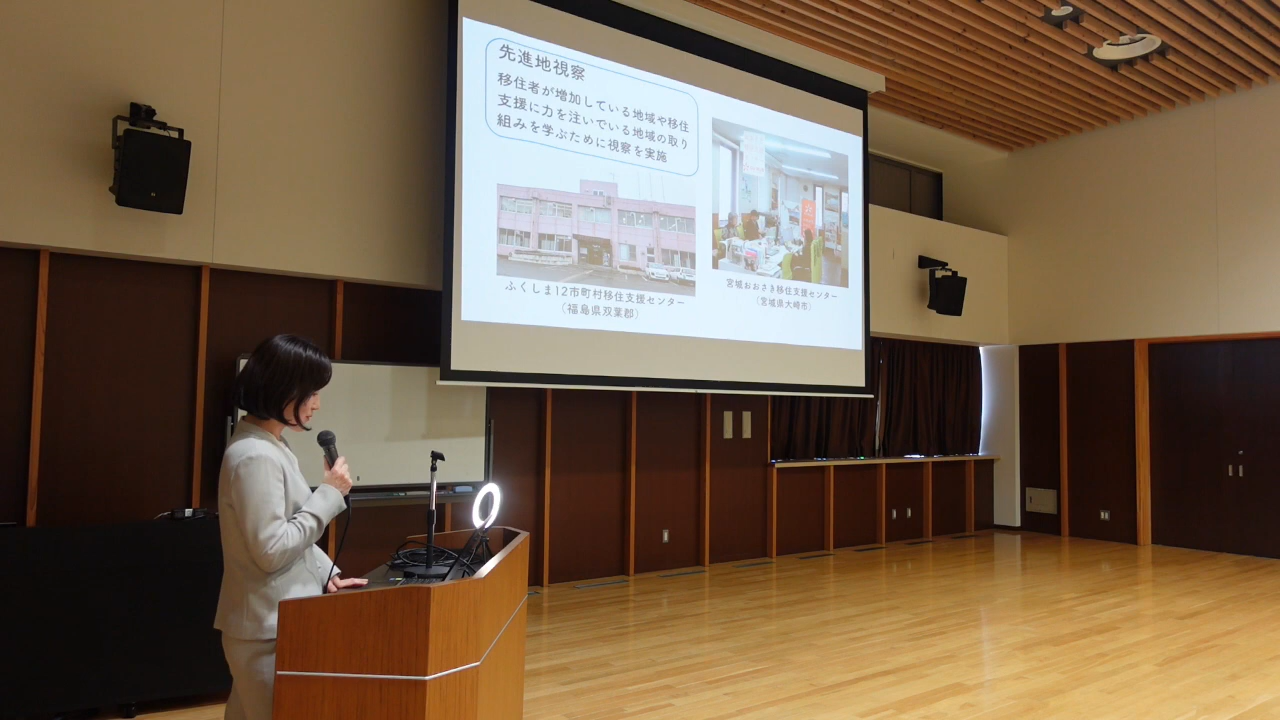 先進地視察
移住者が増加している地域や移住
支援に力を注いでいる地域の取り
組みを学ぶために視察を実施
ふくしま12市町村移住支援センター
（福島県双葉郡）
宮城おおさき移住支援センター
（宮城県大崎市）